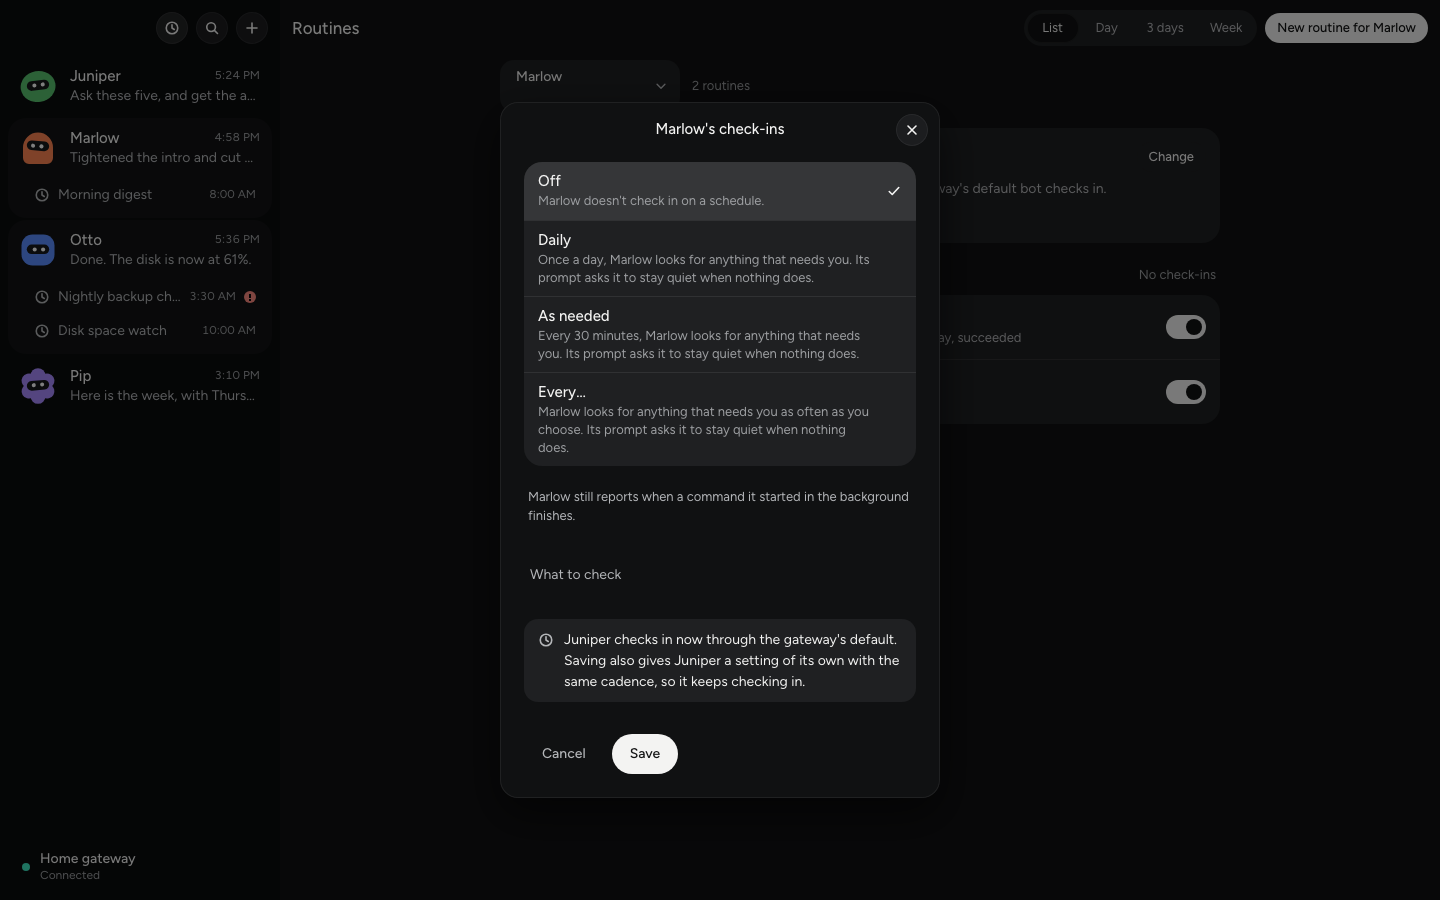 Routines
List
Day
3 days
Week
New routine for Marlow
Juniper
5:24 PM
Ask these five, and get the a...
Marlow
4:58 PM
Tightened the intro and cut ...
Morning digest
8:00 AM
Otto
5:36 PM
Done. The disk is now at 61%.
Nightly backup ch...
3:30 AM
Disk space watch
10:00 AM
Pip
3:10 PM
Here is the week, with Thurs...
Home gateway
Connected
Marlow
2 routines
Change
way's default bot checks in.
No check-ins
ay, succeeded
Marlow's check-ins
Off
Marlow doesn't check in on a schedule.
Daily
Once a day, Marlow looks for anything that needs you. Its
prompt asks it to stay quiet when nothing does.
As needed
Every 30 minutes, Marlow looks for anything that needs
you. Its prompt asks it to stay quiet when nothing does.
Every...
Marlow looks for anything that needs you as often as you
choose. Its prompt asks it to stay quiet when nothing
does.
Marlow still reports when a command it started in the background
finishes.
What to check
Juniper checks in now through the gateway's default.
Saving also gives Juniper a setting of its own with the
same cadence, so it keeps checking in.
Cancel
Save